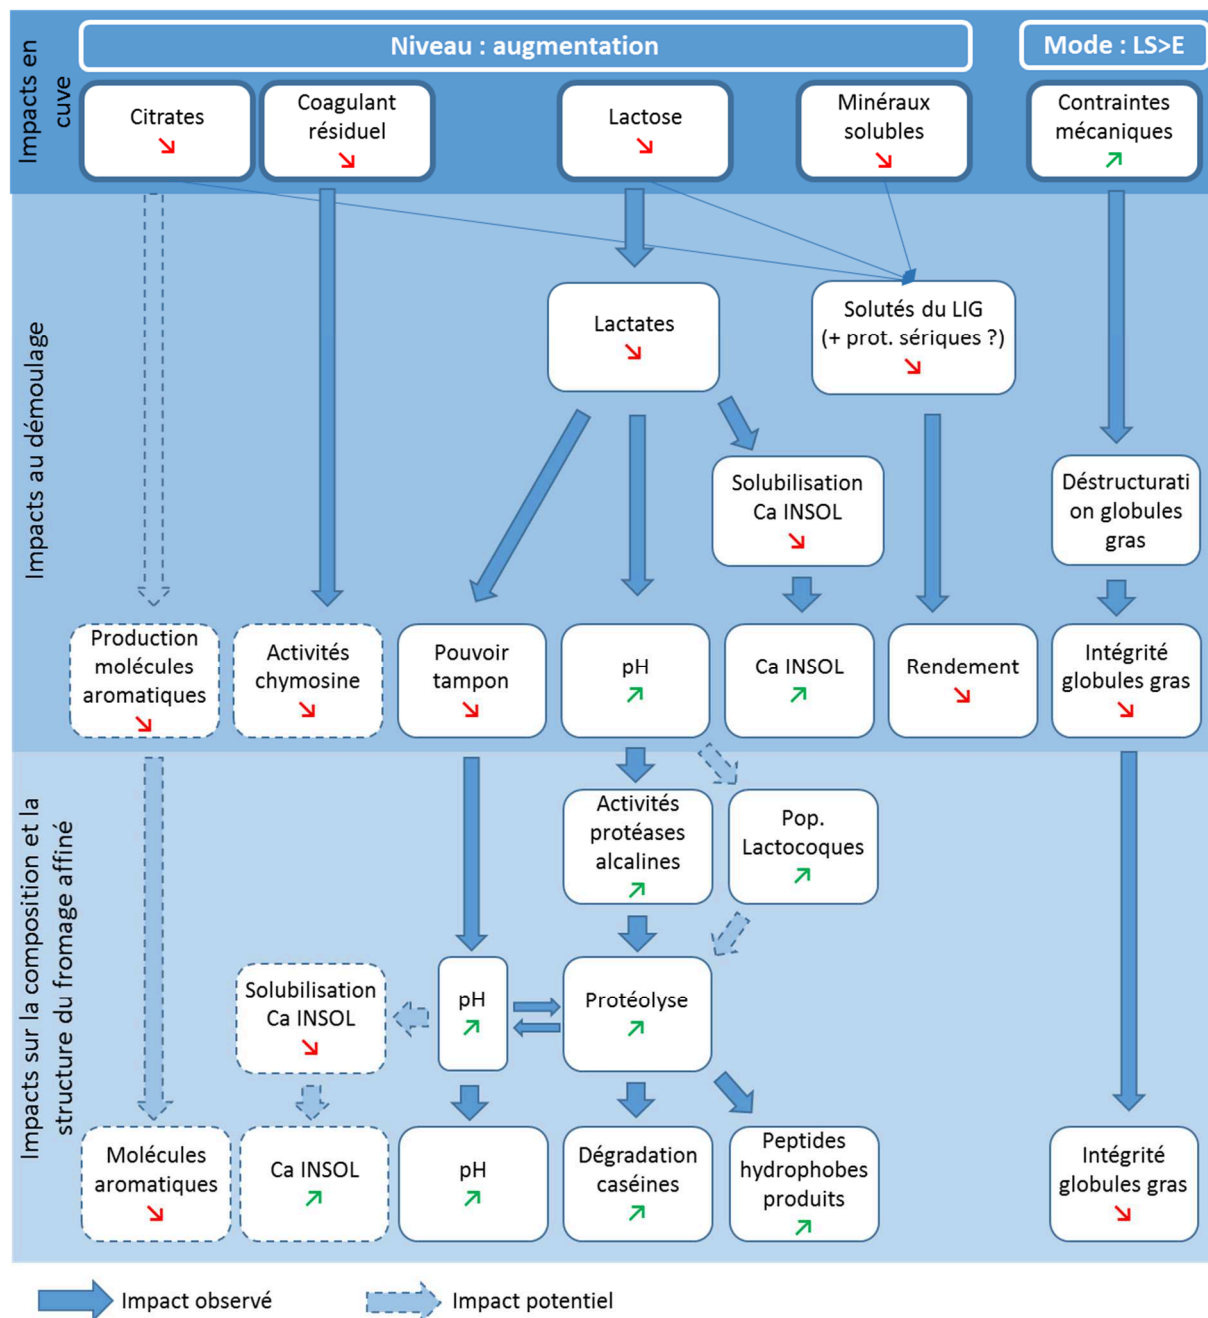 Impacts en
cuve
Niveau : augmentation
Mode : LS>E
Citrates
Coagulant
résiduel
Lactose
Minéraux
solubles
Contraintes
mécaniques
Impacts au démoulage
Lactates
Solutés du LIG
(+ prot. sériques ?)
Solubilisation
Ca INSOL
Déstructurati
on globules
gras
Production
molécules
aromatiques
Activités
chymosine
Pouvoir
tampon
pH
Ca INSOL
Rendement
Intégrité
globules gras
Impacts sur la composition et la
structure du fromage affiné
Activités
protéases
alcalines
Pop.
Lactocoques
Solubilisation
Ca INSOL
pH
Protéolyse
Molécules
aromatiques
Ca INSOL
pH
Dégradation
caséines
Peptides
hydrophobes
produits
Intégrité
globules gras
Impact observé
Impact potentiel